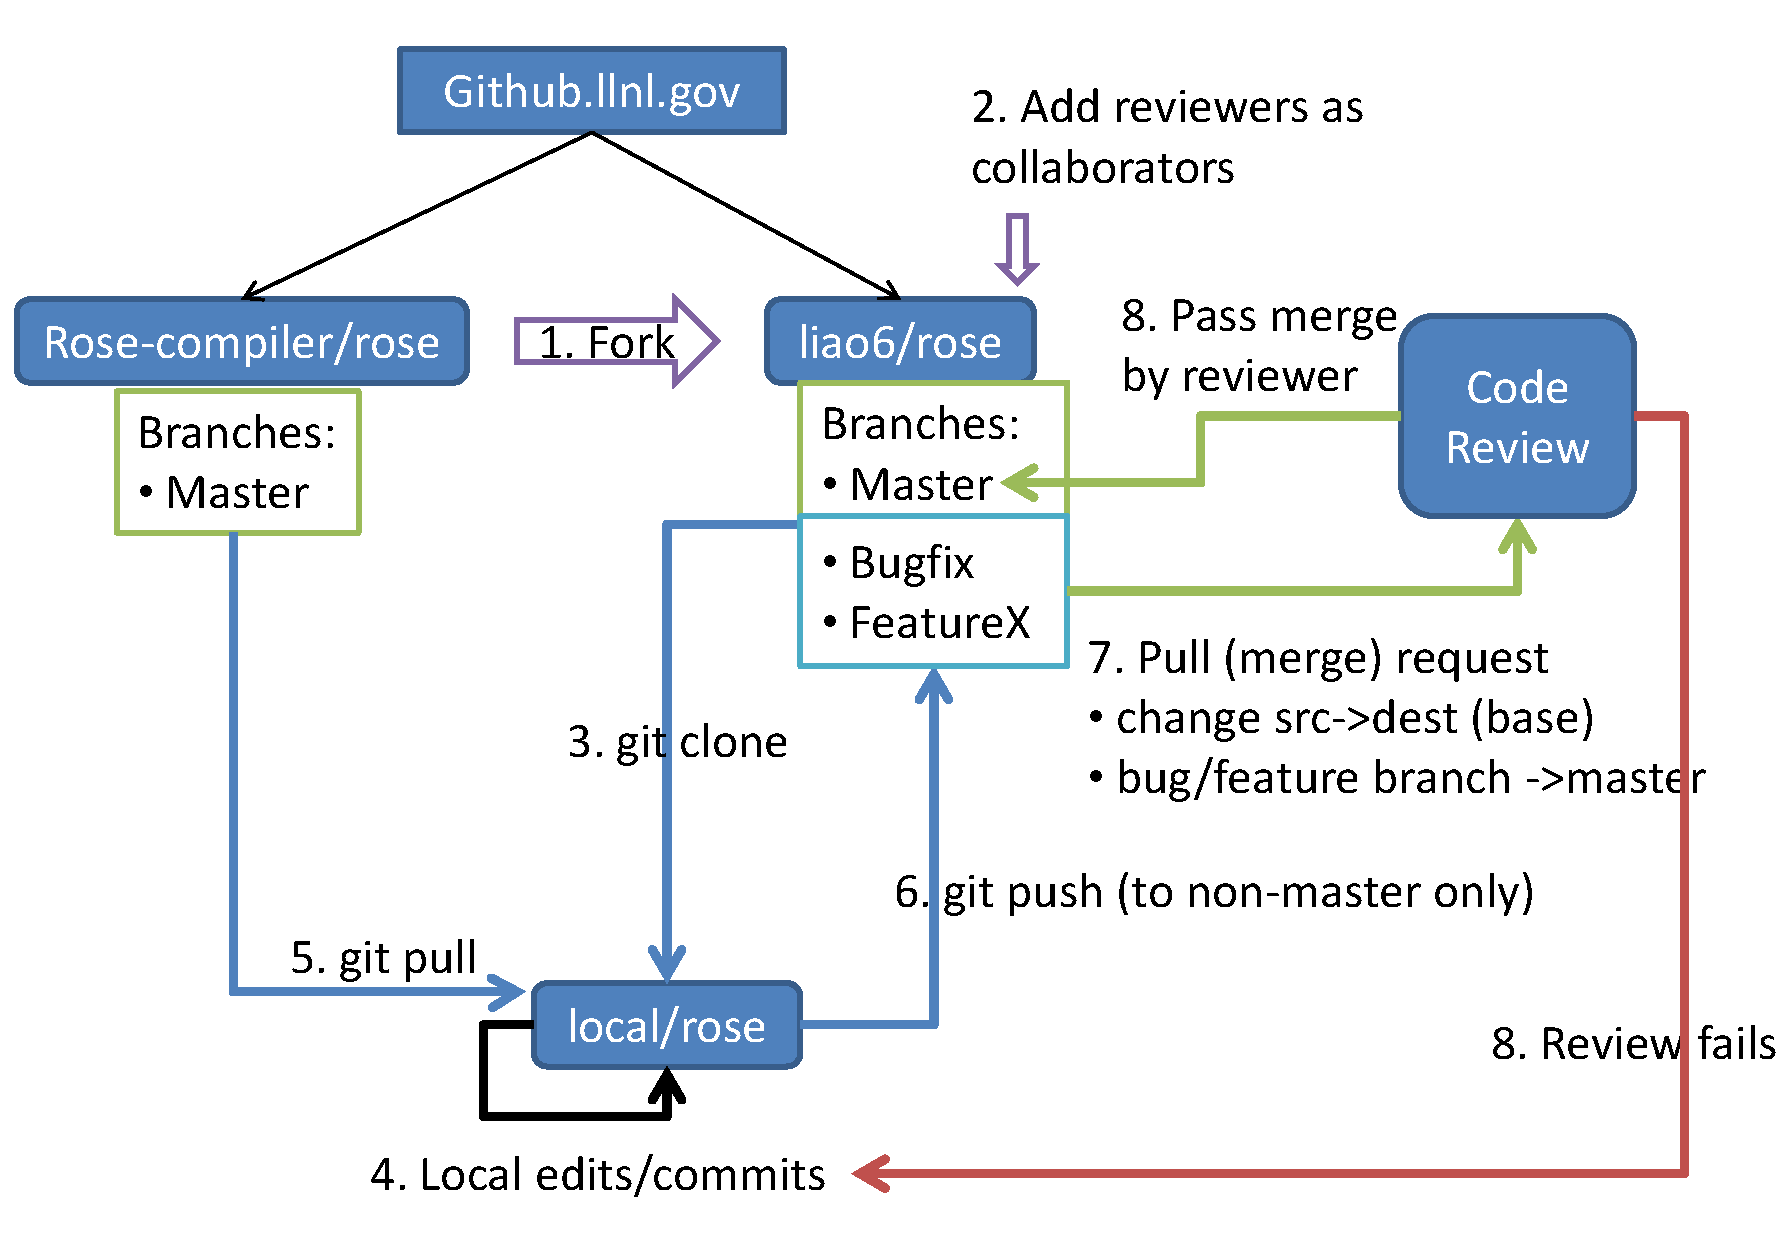 Github.llnl.gov
2. Add reviewers as
collaborators
Rose-compiler/rose
1. Fork
liao6/rose
8. Pass merge
by reviewer
Code
Review
Branches:
• Master
Branches:
• Master
• Bugfix
• FeatureX
7. Pull (merge) request
• change src->dest (base)
• bug/feature branch ->master
3. git clone
6. git push (to non-master only)
5. git pull
local/rose
8. Review fails
4. Local edits/commits